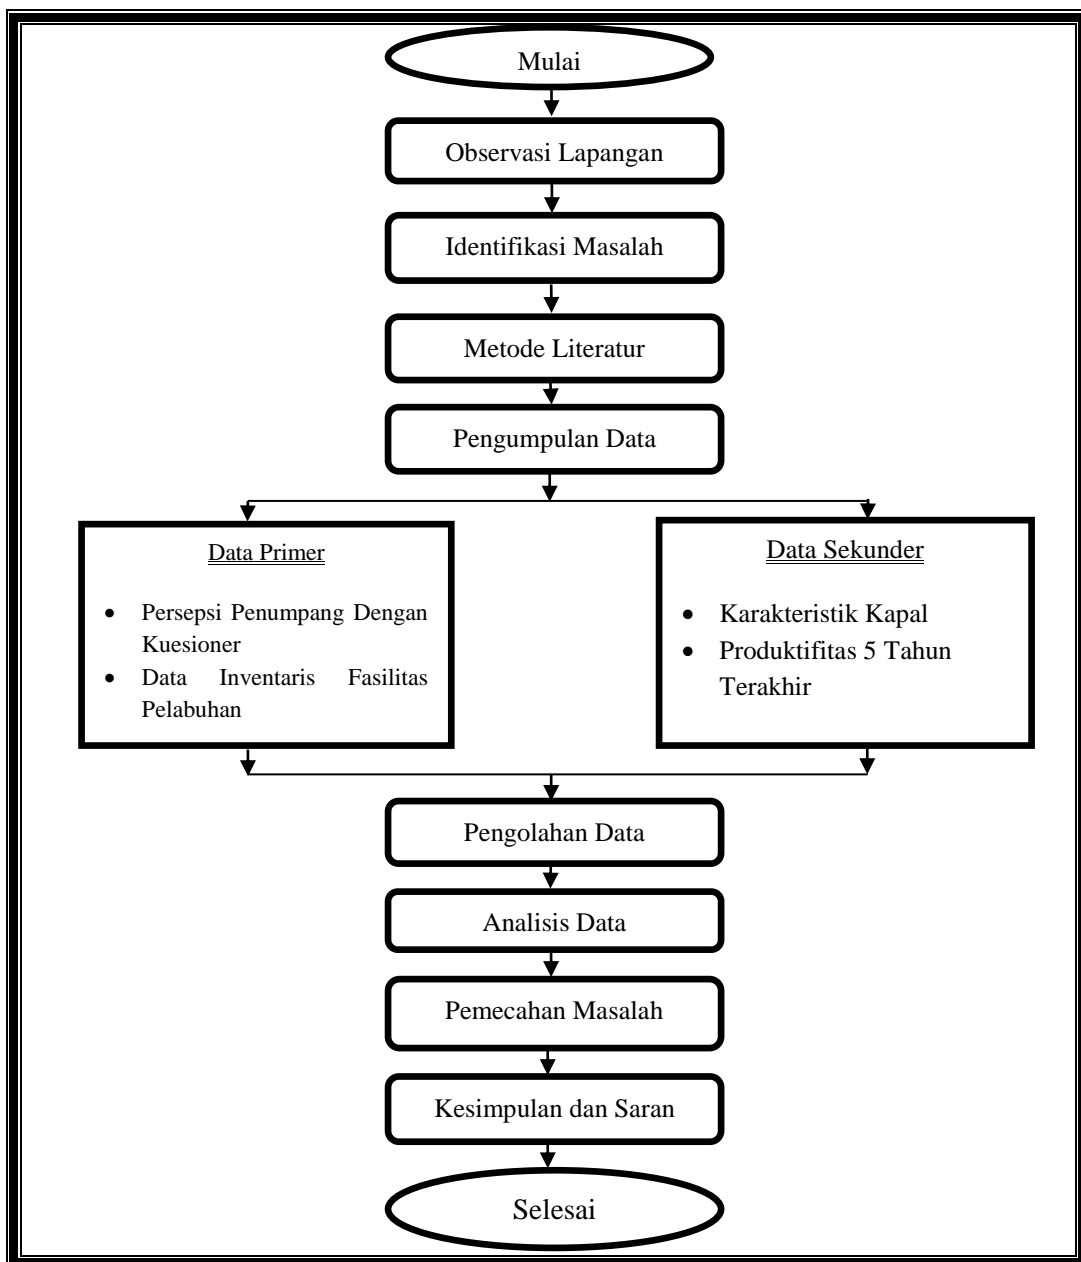 Mulai
Observasi Lapangan
Identifikasi Masalah
Metode Literatur
Pengumpulan Data
Data Primer
• Persepsi Penumpang Dengan
Kuesioner
• Data Inventaris Fasilitas
Pelabuhan
Data Sekunder
• Karakteristik Kapal
• Produktifitas 5 Tahun
Terakhir
Pengolahan Data
Analisis Data
Pemecahan Masalah
Kesimpulan dan Saran
Selesai